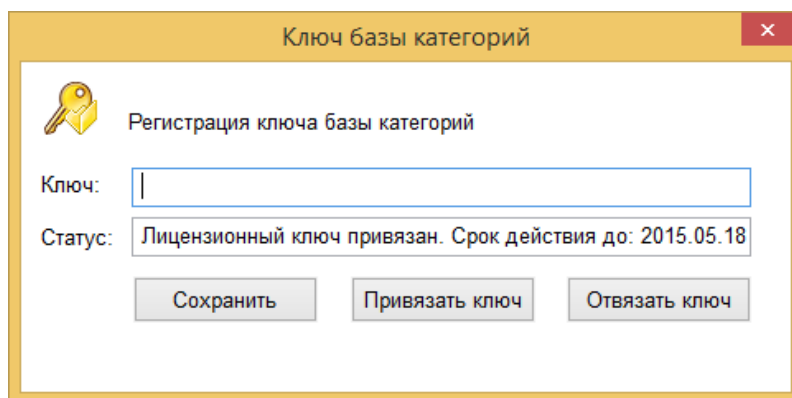 Ключ базы категорий
Регистрация ключа базы категорий
Ключ:
Статус: Лицензионный ключ привязан. Срок действия до: 2015.05.18
Сохранить Привязать ключ Отвязать ключ